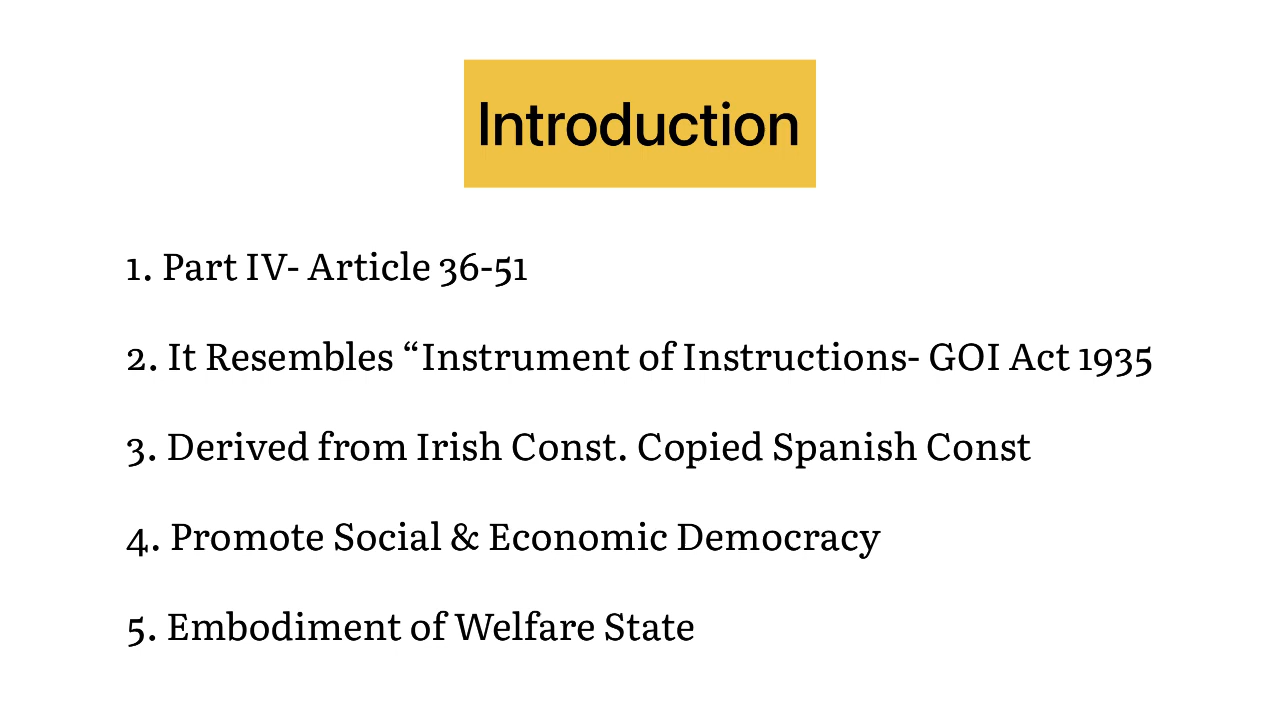 Introduction
1. Part IV- Article 36-51
2. It Resembles “Instrument of Instructions- GOI Act 1935
3. Derived from Irish Const. Copied Spanish Const
4. Promote Social & Economic Democracy
5. Embodiment of Welfare State